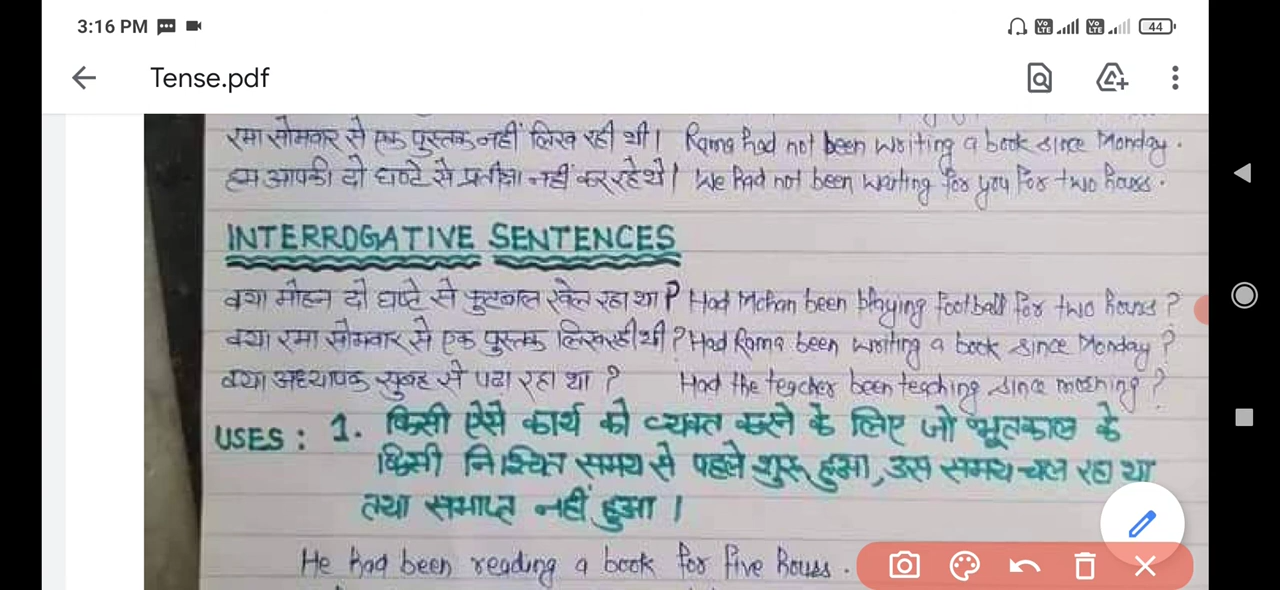 3:16 PM
Vo LTE Vo LTE 44
Tense.pdf
रमा सोमवार से एक पुस्तक नहीं लिख रही थी। Rama had not been writing a book since Monday.
हम आपकी दो घण्टे से प्रतीक्षा नहीं कर रहे थे। We had not been waiting for you for two hours.
INTERROGATIVE SENTENCES
क्या मोहन दो घण्टे से फुटबाल खेल रहा था? Had Mohan been playing football for two hours?
क्या रमा सोमवार से एक पुस्तक लिख रही थी? Had Rama been writing a book since Monday?
क्या अध्यापक सुबह से पढा रहा था? Had the teacher been teaching since morning?
USES: 1. किसी ऐसे कार्य को व्यक्त करने के लिए जो भूतकाल के
किसी निश्चित समय से पहले शुरू हुआ, उस समय चल रहा था
तथा समाप्त नहीं हुआ।
He had been reading a book for five hours.